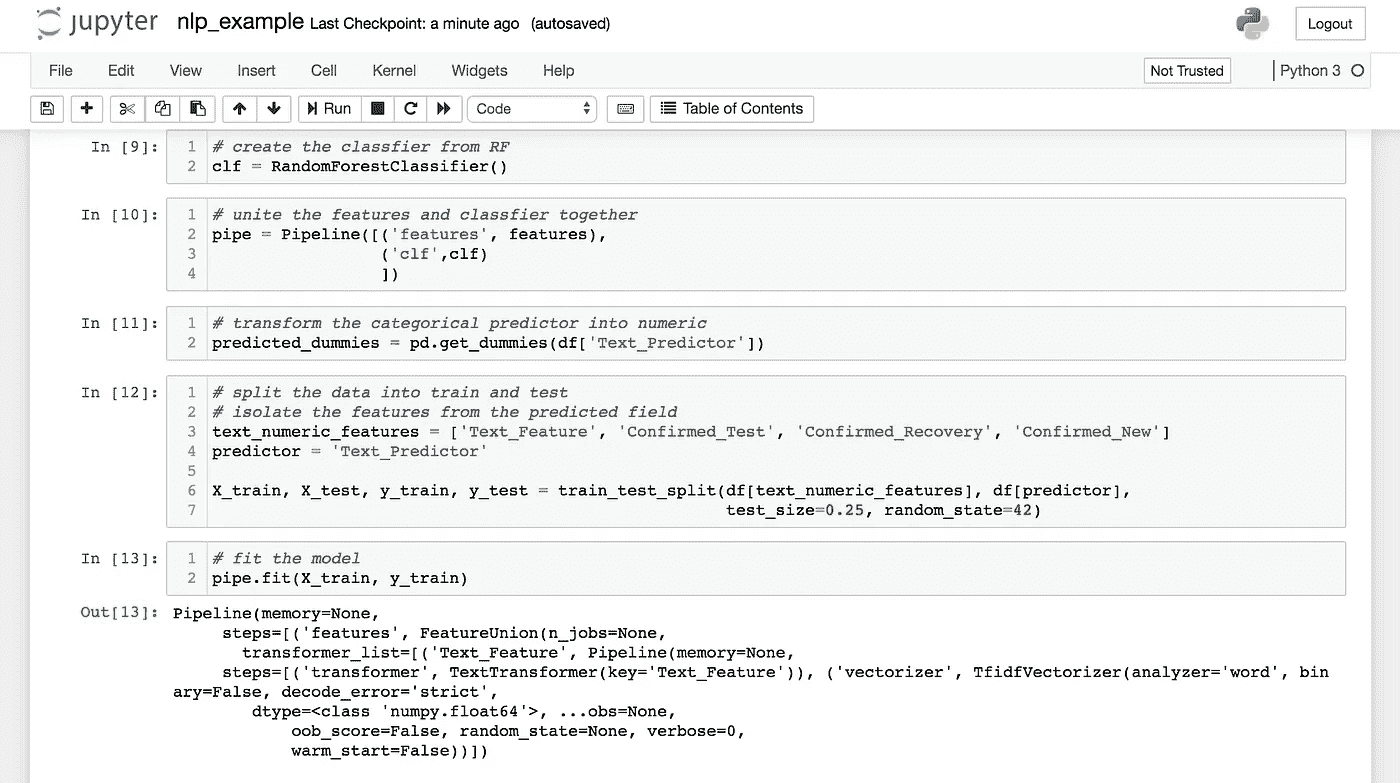 jupyter nlp_example Last Checkpoint: a minute ago (autosaved) Logout
File Edit View Insert Cell Kernel Widgets Help Not Trusted Python 3
Run Code Table of Contents
In [9]: 1 # create the classfier from RF
2 clf = RandomForestClassifier()
In [10]: 1 # unite the features and classfier together
2 pipe = Pipeline([('features', features),
3 ('clf',clf)
4 ])
In [11]: 1 # transform the categorical predictor into numeric
2 predicted_dummies = pd.get_dummies(df['Text_Predictor'])
In [12]: 1 # split the data into train and test
2 # isolate the features from the predicted field
3 text_numeric_features = ['Text_Feature', 'Confirmed_Test', 'Confirmed_Recovery', 'Confirmed_New']
4 predictor = 'Text_Predictor'
5
6 X_train, X_test, y_train, y_test = train_test_split(df[text_numeric_features], df[predictor],
7 test_size=0.25, random_state=42)
In [13]: 1 # fit the model
2 pipe.fit(X_train, y_train)
Out[13]: Pipeline(memory=None,
steps=[('features', FeatureUnion(n_jobs=None,
transformer_list=[('Text_Feature', Pipeline(memory=None,
steps=[('transformer', TextTransformer(key='Text_Feature')), ('vectorizer', TfidfVectorizer(analyzer='word', bin
ary=False, decode_error='strict',
dtype=<class 'numpy.float64'>, ...obs=None,
oob_score=False, random_state=None, verbose=0,
warm_start=False))])